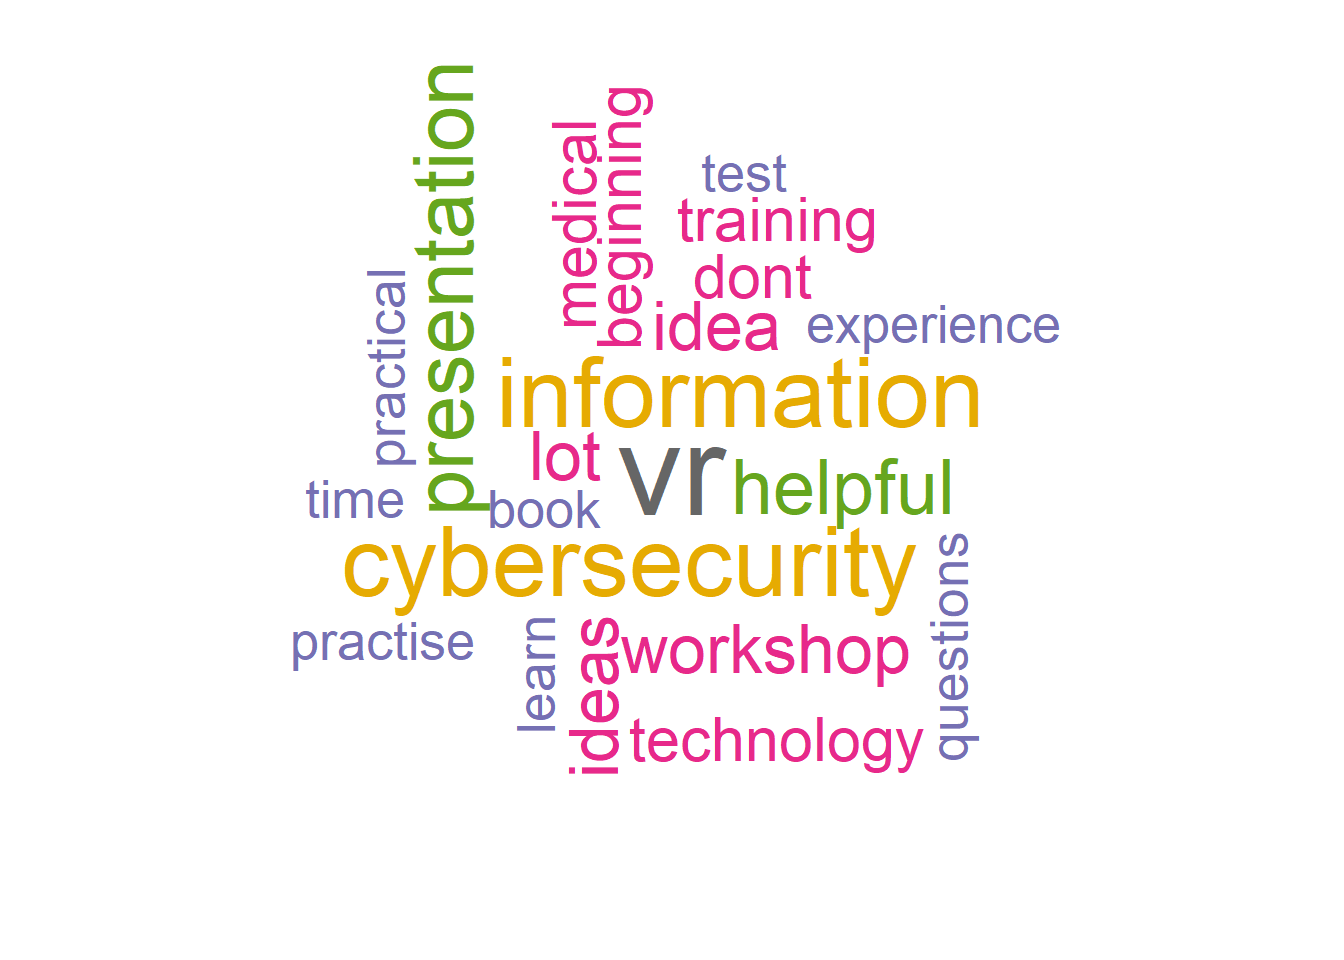 presentation
medical
beginning
test
training
dont
idea
experience
practical
information
lot
vr
helpful
time
book
cybersecurity
questions
practise
learn
ideas
workshop
technology